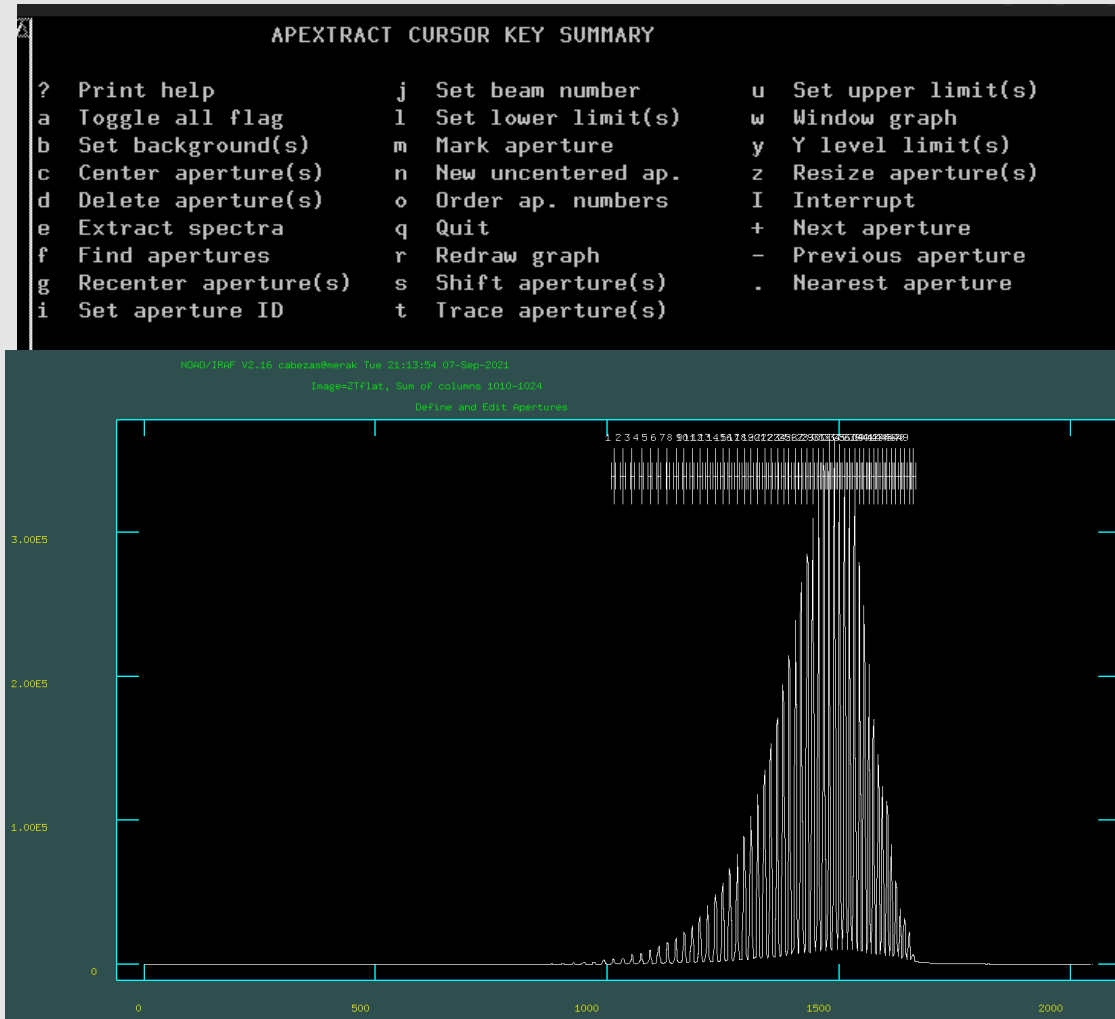 APEXTRACT CURSOR KEY SUMMARY
? Print help j Set beam number u Set upper limit(s)
a Toggle all flag l Set lower limit(s) w Window graph
b Set background(s) m Mark aperture y Y level limit(s)
c Center aperture(s) n New uncentered ap. z Resize aperture(s)
d Delete aperture(s) o Order ap. numbers I Interrupt
e Extract spectra q Quit + Next aperture
f Find apertures r Redraw graph - Previous aperture
g Recenter aperture(s) s Shift aperture(s) . Nearest aperture
i Set aperture ID t Trace aperture(s)
NOAO/IRAF V2.16 cabezas@merak Tue 21:13:54 07-Sep-2021
Image=ZTflat, Sum of columns 1010-1024
Define and Edit Apertures
1 2 3 4 5 6 7 8
3.00E5
2.00E5
1.00E5
0
0 500 1000 1500 2000